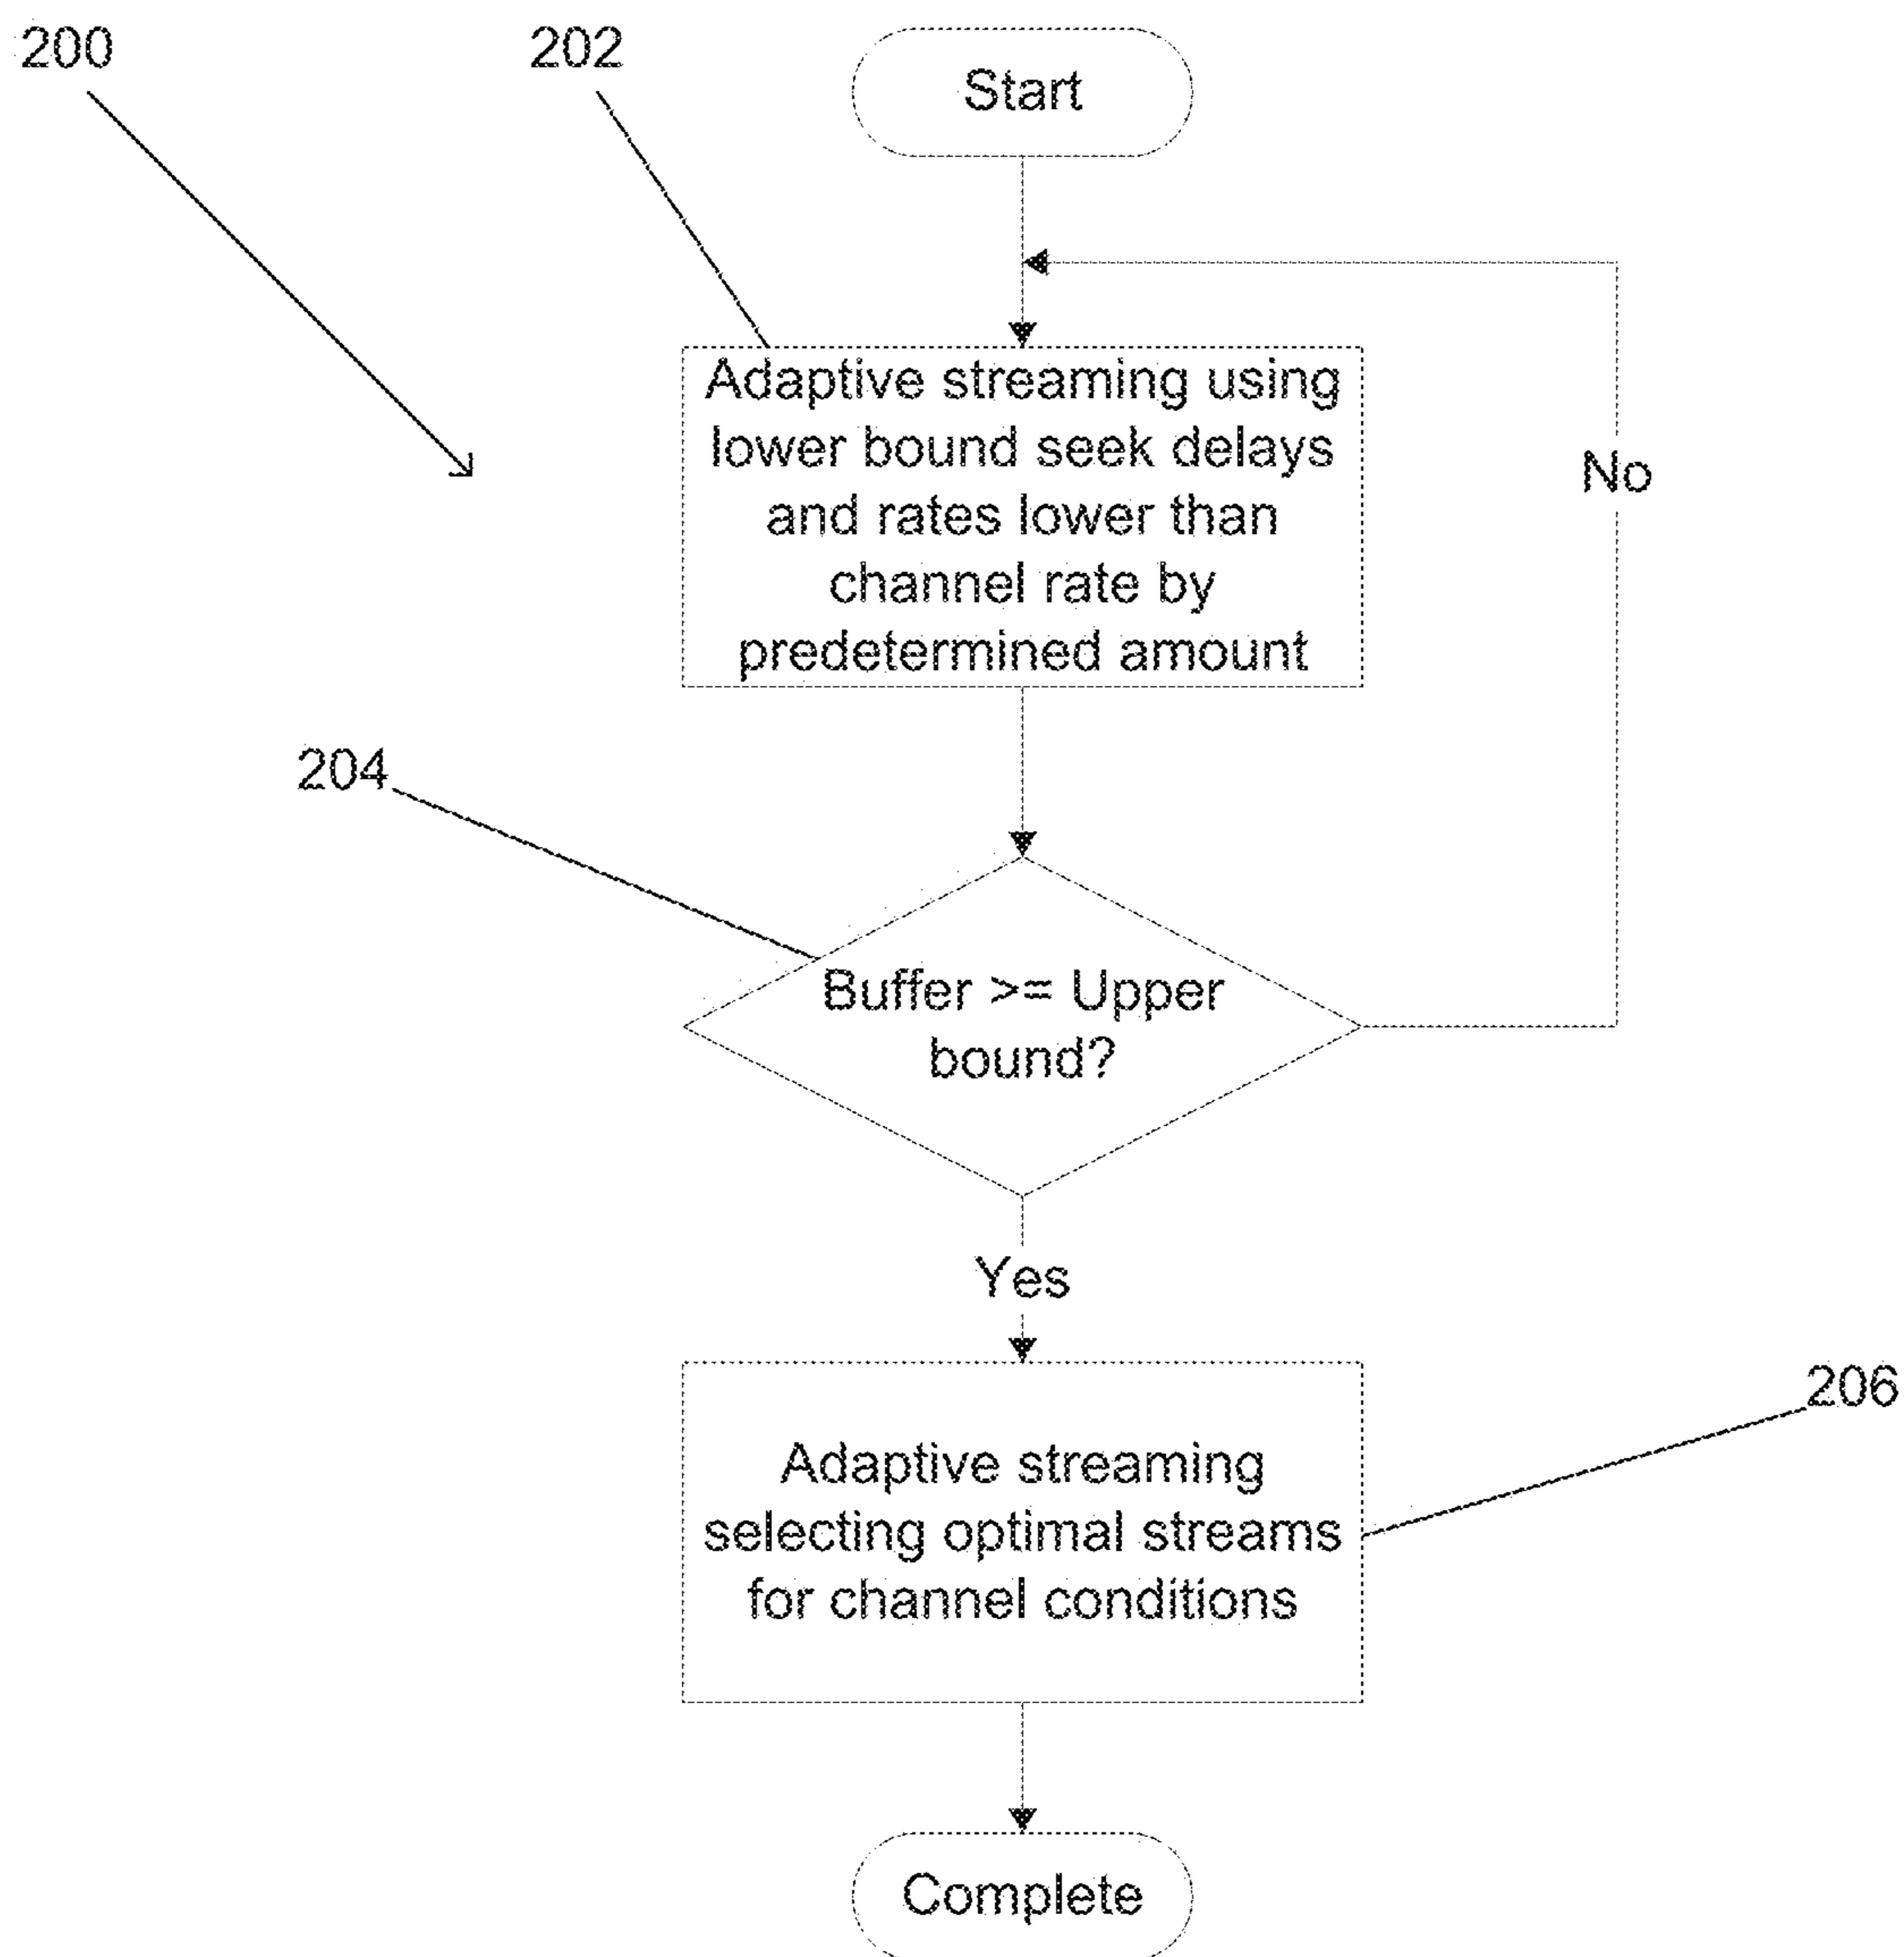 200
202
Start
Adaptive streaming using
lower bound seek delays
and rates lower than
channel rate by
predetermined amount
No
204
Buffer >= Upper
bound?
Yes
206
Adaptive streaming
selecting optimal streams
for channel conditions
Complete